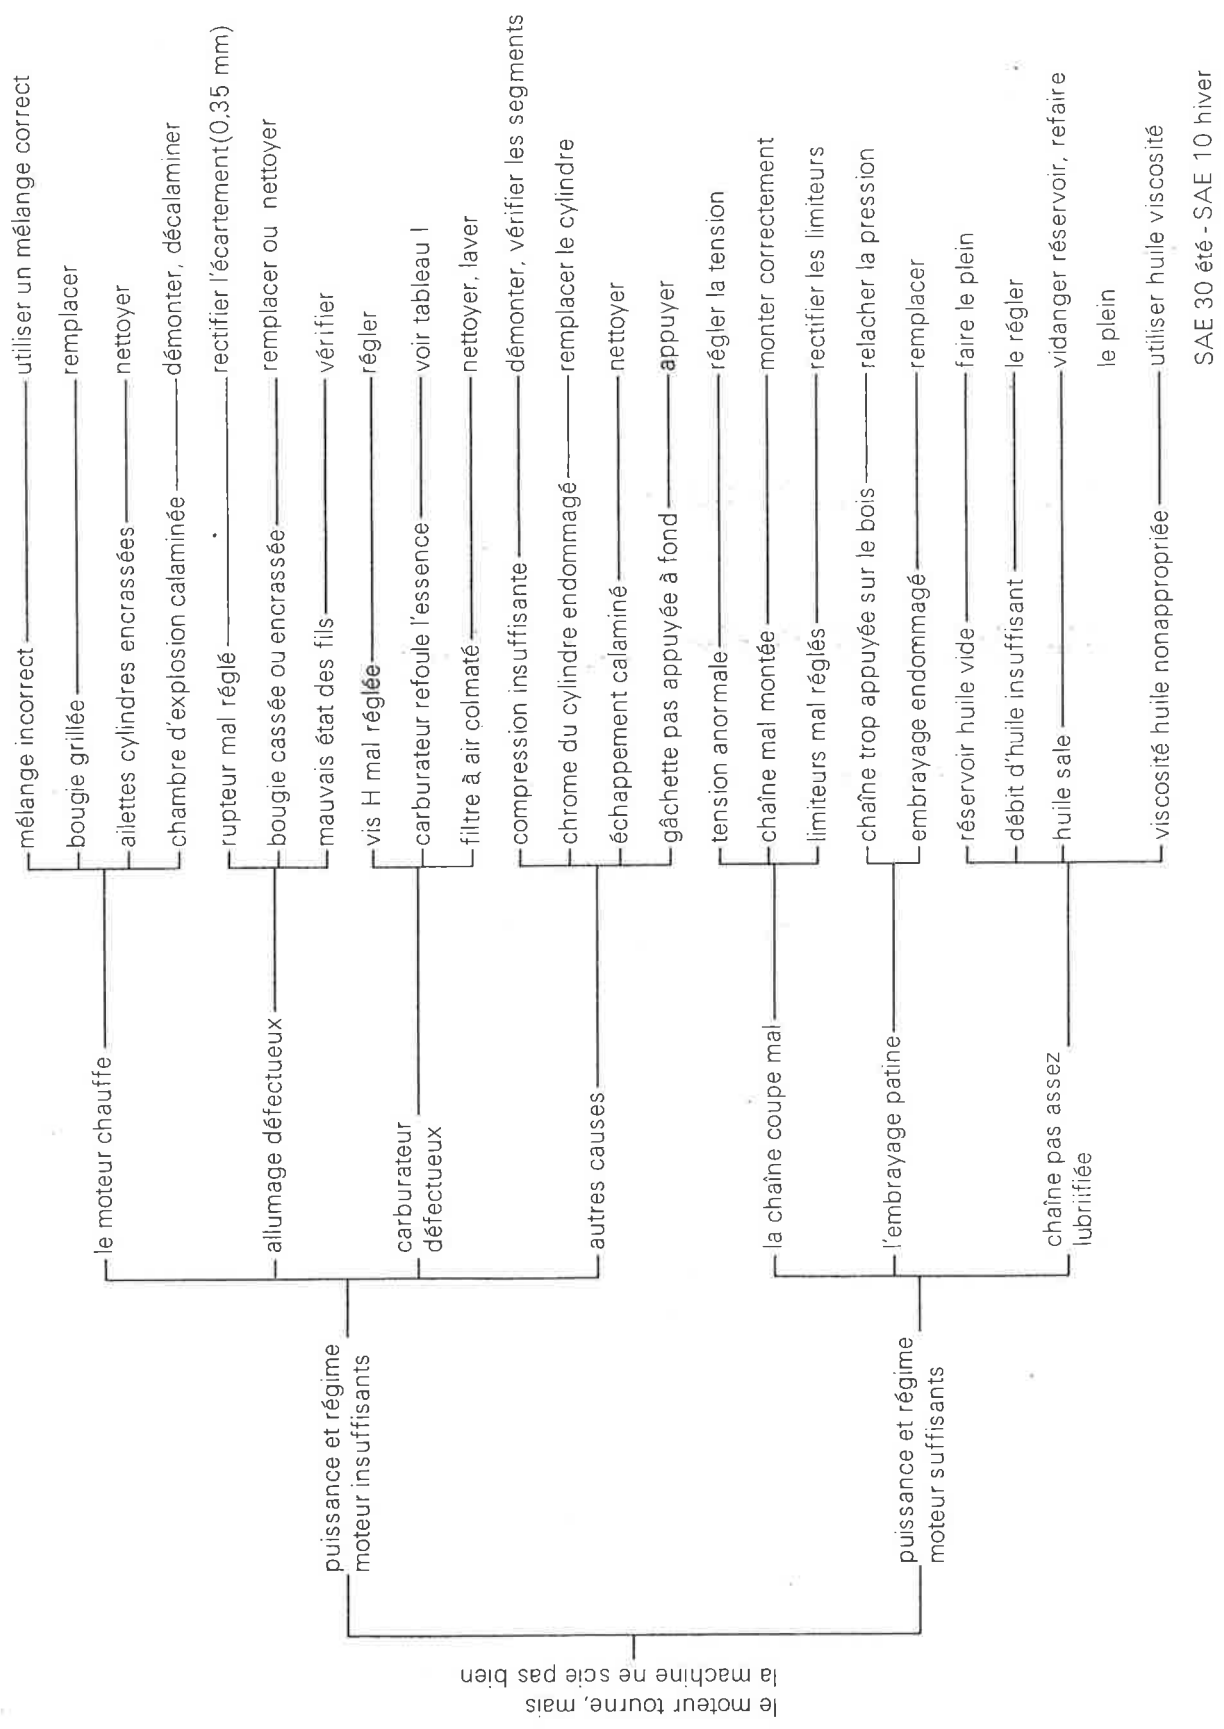 le moteur tourne, mais
la machine ne scie pas bien
puissance et régime
moteur insuffisants
le moteur chauffe
mélange incorrect
utiliser un mélange correct
bougie grillée
remplacer
ailettes cylindres encrassées
nettoyer
chambre d'explosion calaminée
démonter, décalaminer
allumage défectueux
rupteur mal réglé
rectifier l'écartement(0,35 mm)
bougie cassée ou encrassée
remplacer ou nettoyer
mauvais état des fils
vérifier
carburateur
défectueux
vis H mal réglée
régler
carburateur refoule l'essence
voir tableau I
filtre à air colmaté
nettoyer, laver
autres causes
compression insuffisante
démonter, vérifier les segments
chrome du cylindre endommagé
remplacer le cylindre
échappement calaminé
nettoyer
gâchette pas appuyée à fond
appuyer
puissance et régime
moteur suffisants
la chaîne coupe mal
tension anormale
régler la tension
chaîne mal montée
monter correctement
limiteurs mal réglés
rectifier les limiteurs
l'embrayage patine
chaîne trop appuyée sur le bois
relacher la pression
embrayage endommagé
remplacer
chaîne pas assez
lubriifiée
réservoir huile vide
faire le plein
débit d'huile insuffisant
le régler
huile sale
vidanger réservoir, refaire
le plein
viscosité huile nonappropriée
utiliser huile viscosité
SAE 30 été - SAE 10 hiver